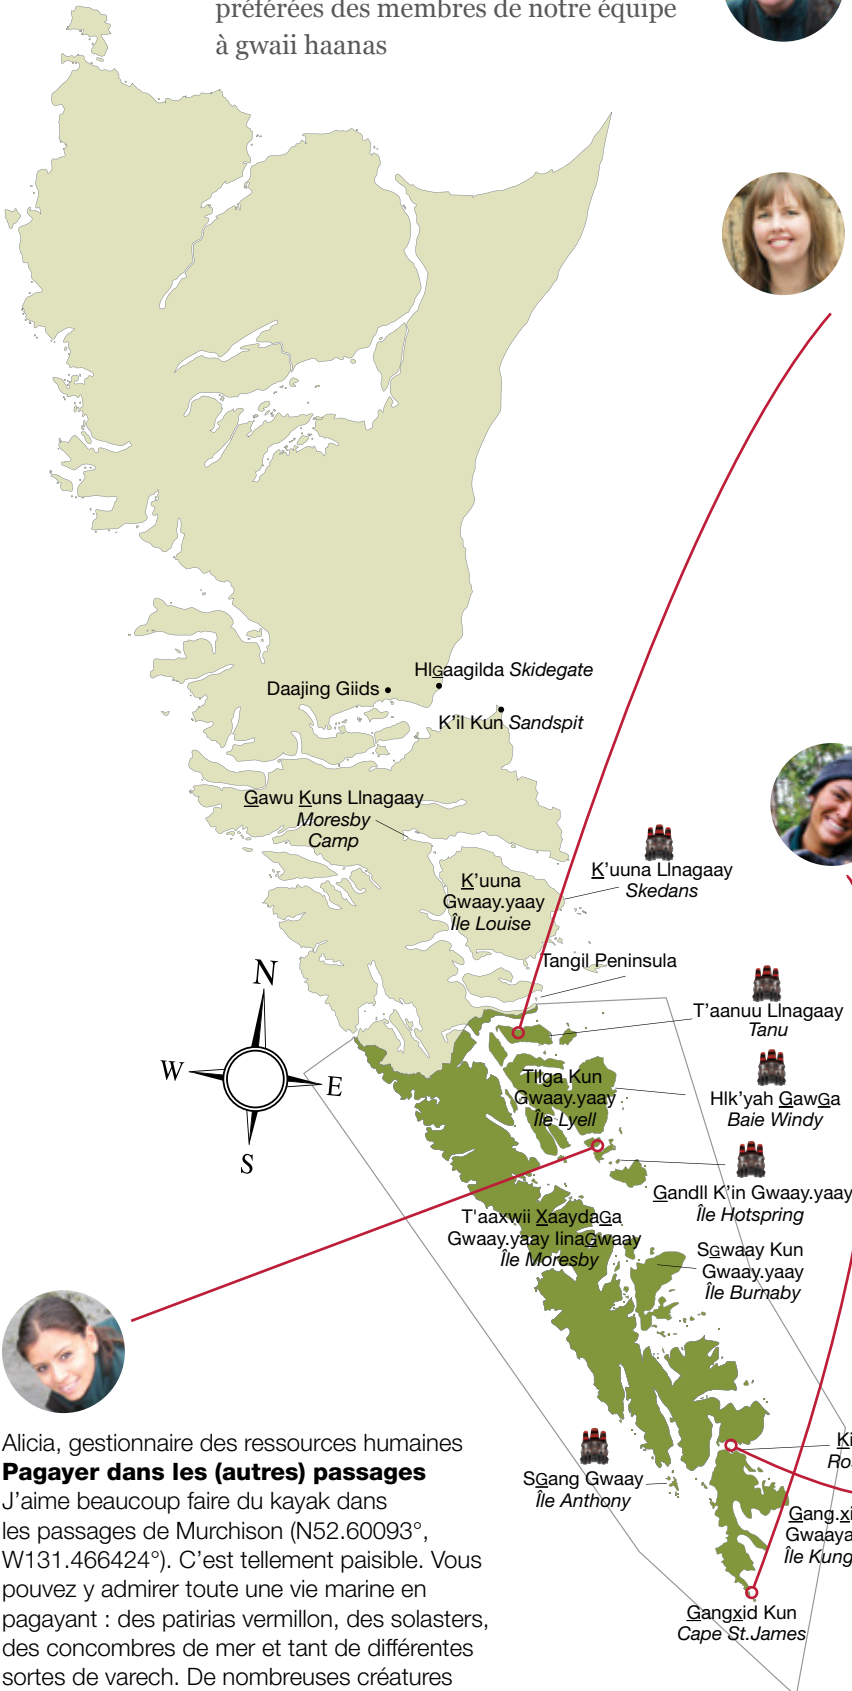 préférées des membres de notre équipe
à gwaii haanas
Daajing Giids
HlGaagilda Skidegate
K'il Kun Sandspit
Gawu Kuns Llnagaay
Moresby
Camp
K'uuna
Gwaay.yaay
Île Louise
K'uuna Llnagaay
Skedans
Tangil Peninsula
T'aanuu Llnagaay
Tanu
N
W
E
S
Tllga Kun
Gwaay.yaay
Île Lyell
Hlk'yah GawGa
Baie Windy
Gandll K'in Gwaay.yaay
Île Hotspring
T'aaxwii XaaydaGa
Gwaay.yaay IinaGwaay
Île Moresby
SGwaay Kun
Gwaay.yaay
Île Burnaby
SGang Gwaay
Île Anthony
Gangxid Kun
Cape St.James
Alicia, gestionnaire des ressources humaines
Pagayer dans les (autres) passages
J'aime beaucoup faire du kayak dans
les passages de Murchison (N52.60093°,
W131.466424°). C'est tellement paisible. Vous
pouvez y admirer toute une vie marine en
pagayant : des patirias vermillon, des solasters,
des concombres de mer et tant de différentes
sortes de varech. De nombreuses créatures